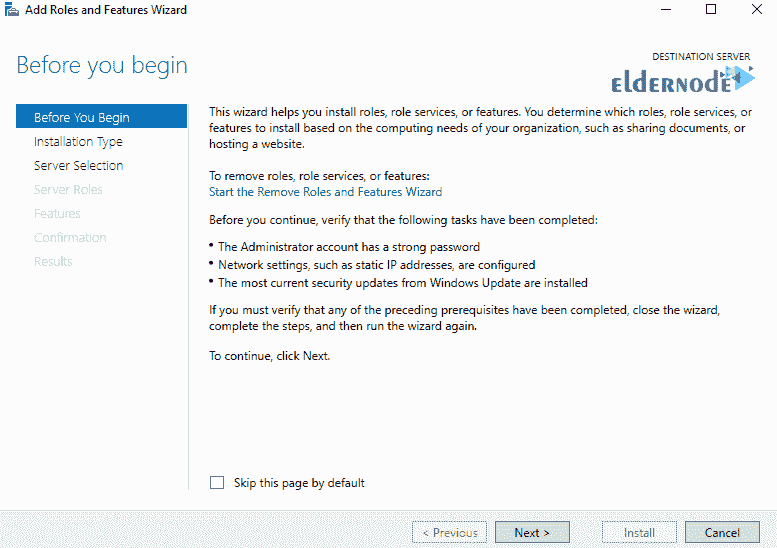 Add Roles and Features Wizard
Before you begin
DESTINATION SERVER
ELDERNODE
Before You Begin
Installation Type
Server Selection
Server Roles
Features
Confirmation
Results
This wizard helps you install roles, role services, or features. You determine which roles, role services, or
features to install based on the computing needs of your organization, such as sharing documents, or
hosting a website.
To remove roles, role services, or features:
Start the Remove Roles and Features Wizard
Before you continue, verify that the following tasks have been completed:
• The Administrator account has a strong password
• Network settings, such as static IP addresses, are configured
• The most current security updates from Windows Update are installed
If you must verify that any of the preceding prerequisites have been completed, close the wizard,
complete the steps, and then run the wizard again.
To continue, click Next.
Skip this page by default
< Previous
Next >
Install
Cancel